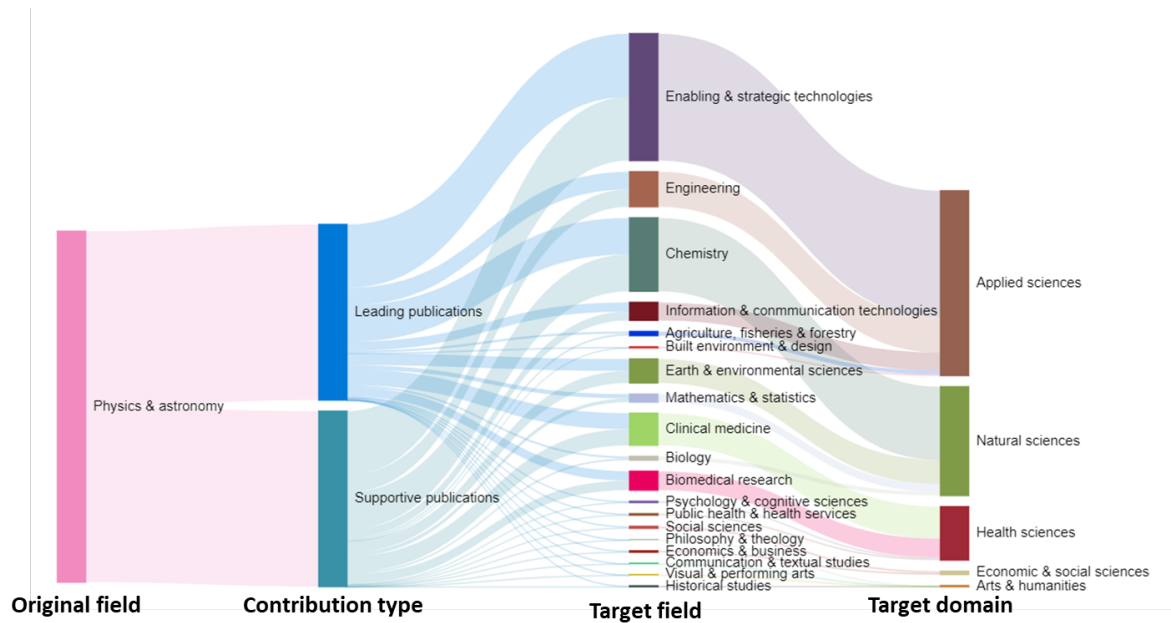 Enabling & strategic technologies
Engineering
Chemistry
Applied sciences
Information & conmmunication technologies
Leading publications
Agriculture, fisheries & forestry
Built environment & design
Earth & environmental sciences
Mathematics & statistics
Physics & astronomy
Clinical medicine
Natural sciences
Biology
Biomedical research
Supportive publications
Psychology & cognitive sciences
Public health & health services
Social sciences
Health sciences
Philosophy & theology
Economics & business
Communication & textual studies
Economic & social sciences
Visual & performing arts
Historical studies
Arts & humanities
Original field
Contribution type
Target field
Target domain